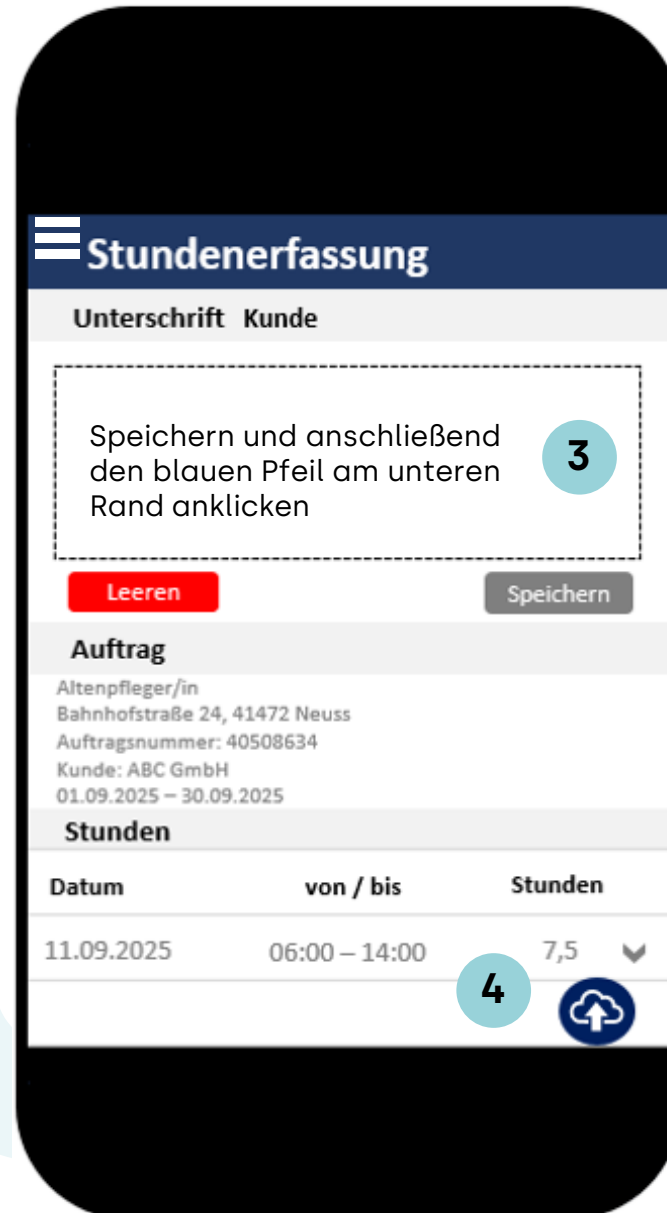 Stundenerfassung
Unterschrift Kunde
Speichern und anschließend
den blauen Pfeil am unteren
Rand anklicken
3
Leeren
Speichern
Auftrag
Altenpfleger/in
Bahnhofstraße 24, 41472 Neuss
Auftragsnummer: 40508634
Kunde: ABC GmbH
01.09.2025 – 30.09.2025
Stunden
Datum von / bis Stunden
11.09.2025 06:00 – 14:00 7,5
4